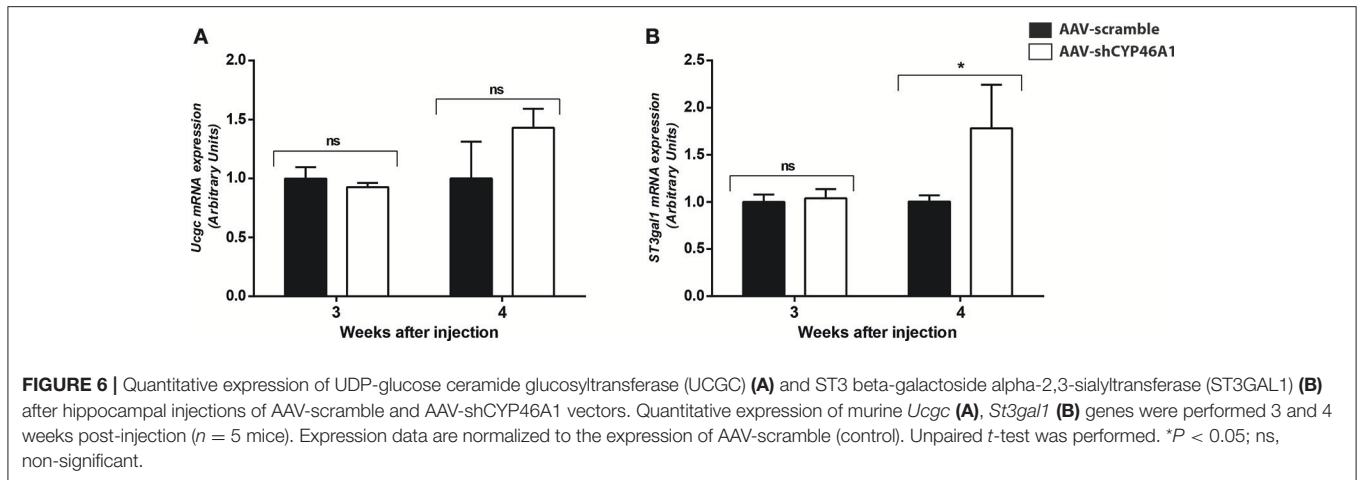 A
B
AAV-scramble
AAV-shCYP46A1
Ucgc mRNA expression
(Arbitrary Units)
2.0
1.5
1.0
0.5
0.0
ns
ns
3
4
Weeks after injection
ST3gal1 mRNA expression
(Arbitrary Units)
2.5
2.0
1.5
1.0
0.5
0.0
ns
*
3
4
Weeks after injection
FIGURE 6 | Quantitative expression of UDP-glucose ceramide glucosyltransferase (UCGC) (A) and ST3 beta-galactoside alpha-2,3-sialyltransferase (ST3GAL1) (B)
after hippocampal injections of AAV-scramble and AAV-shCYP46A1 vectors. Quantitative expression of murine Ucgc (A), St3gal1 (B) genes were performed 3 and 4
weeks post-injection (n = 5 mice). Expression data are normalized to the expression of AAV-scramble (control). Unpaired t-test was performed. *P < 0.05; ns,
non-significant.